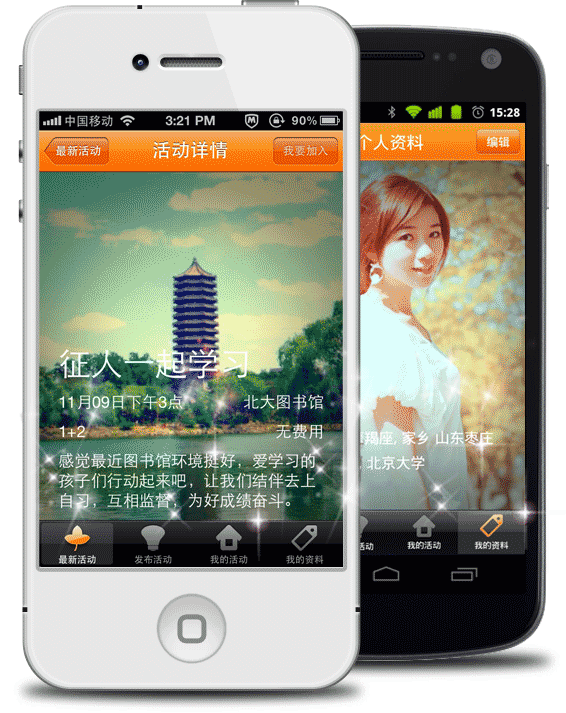 中国移动 3:21 PM 90%
最新活动 活动详情 我要加入
征人一起学习
11月09日下午3点 北大图书馆
1+2 无费用
感觉最近图书馆环境挺好，爱学习的
孩子们行动起来吧，让我们结伴去上
自习，互相监督，为好成绩奋斗。
最新活动 发布活动 我的活动 我的资料
15:28
个人资料 编辑
羯座, 家乡 山东枣庄
, 北京大学
活动 我的活动 我的资料